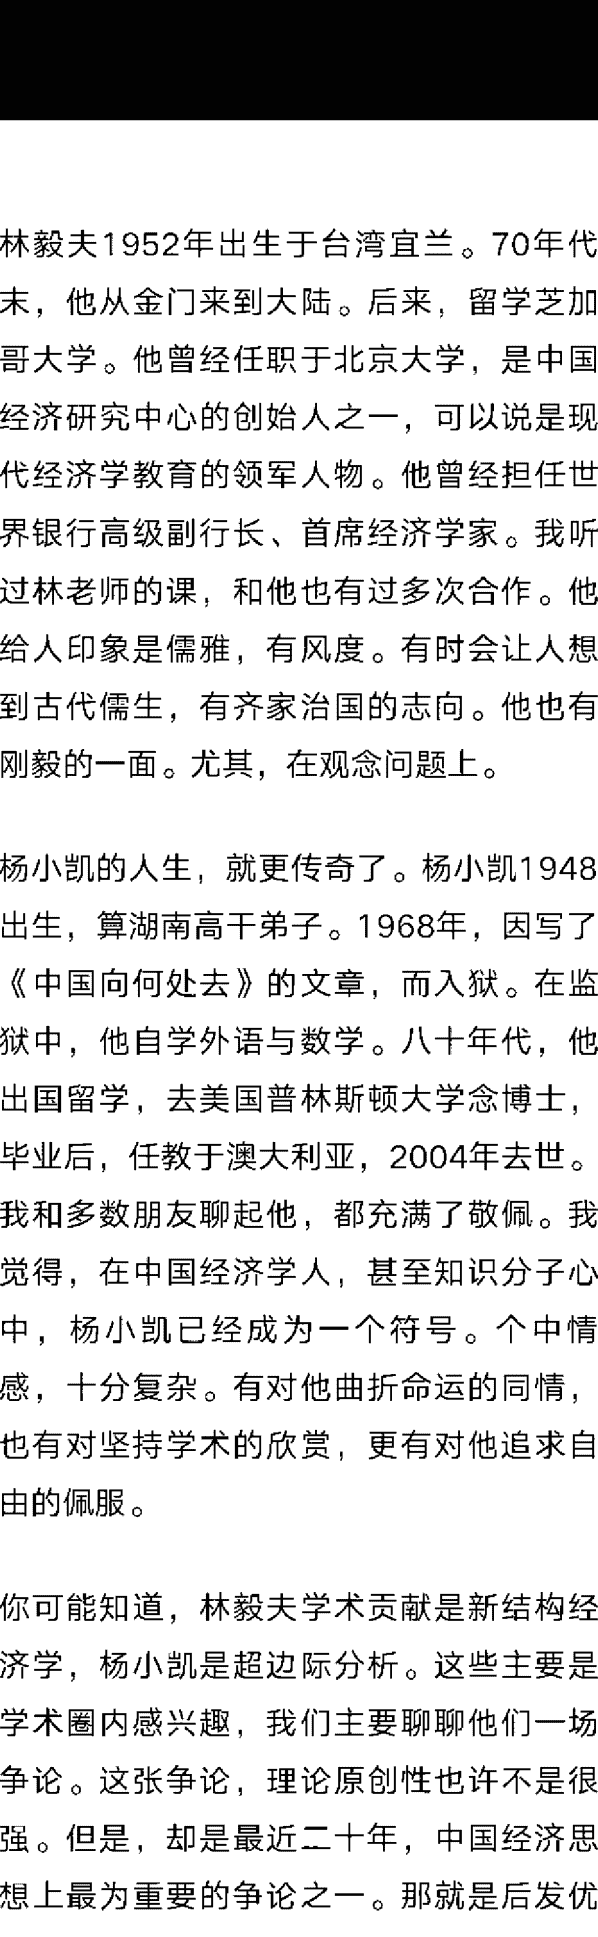 林毅夫1952年出生于台湾宜兰。70年代
末，他从金门来到大陆。后来，留学芝加
哥大学。他曾经任职于北京大学，是中国
经济研究中心的创始人之一，可以说是现
代经济学教育的领军人物。他曾经担任世
界银行高级副行长、首席经济学家。我听
过林老师的课，和他也有过多次合作。他
给人印象是儒雅，有风度。有时会让人想
到古代儒生，有齐家治国的志向。他也有
刚毅的一面。尤其，在观念问题上。
杨小凯的人生，就更传奇了。杨小凯1948
出生，算湖南高干弟子。1968年，因写了
《中国向何处去》的文章，而入狱。在监
狱中，他自学外语与数学。八十年代，他
出国留学，去美国普林斯顿大学念博士，
毕业后，任教于澳大利亚，2004年去世。
我和多数朋友聊起他，都充满了敬佩。我
觉得，在中国经济学人，甚至知识分子心
中，杨小凯已经成为一个符号。个中情
感，十分复杂。有对他曲折命运的同情，
也有对坚持学术的欣赏，更有对他追求自
由的佩服。
你可能知道，林毅夫学术贡献是新结构经
济学，杨小凯是超边际分析。这些主要是
学术圈内感兴趣，我们主要聊聊他们一场
争论。这张争论，理论原创性也许不是很
强。但是，却是最近二十年，中国经济思
想上最为重要的争论之一。那就是后发优